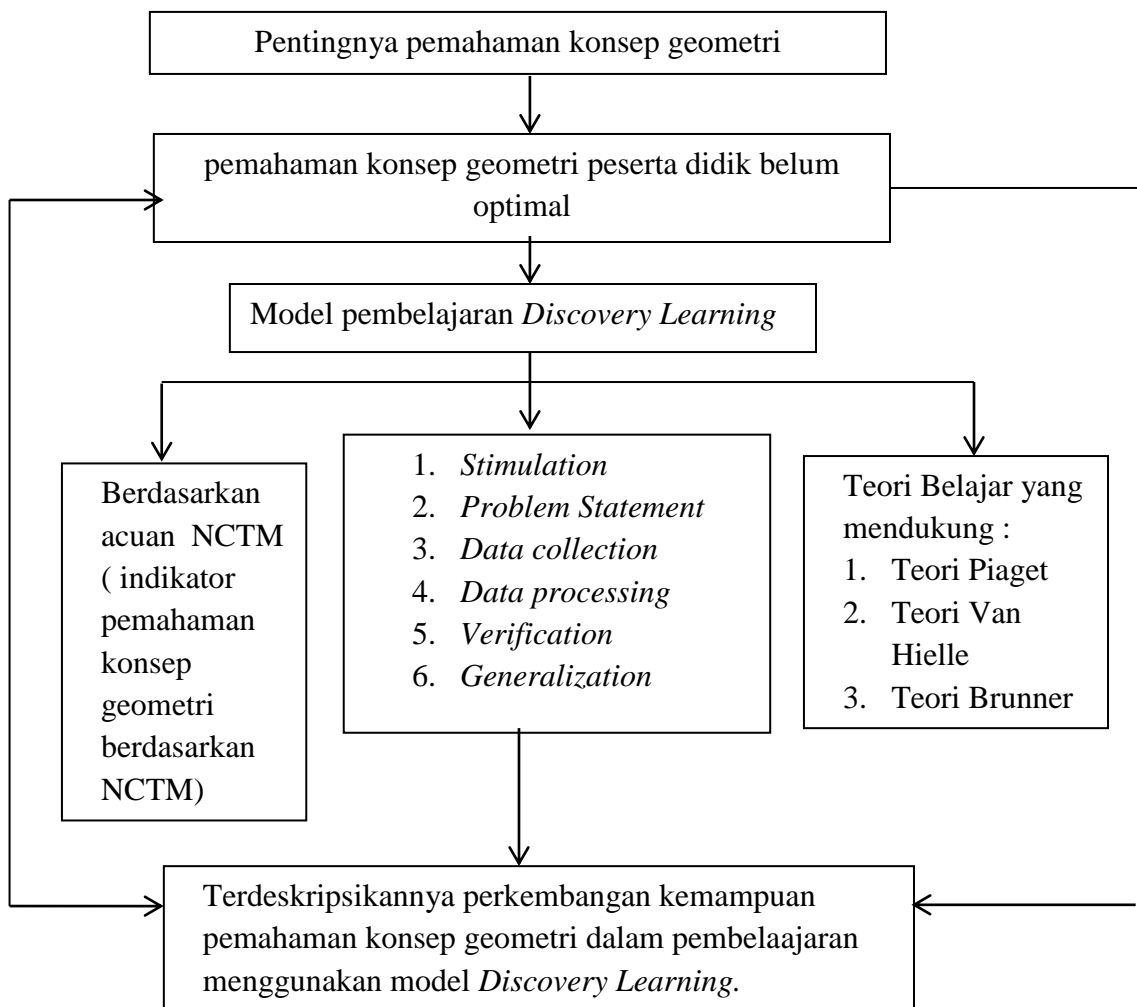 Pentingnya pemahaman konsep geometri
pemahaman konsep geometri peserta didik belum
optimal
Model pembelajaran Discovery Learning
Berdasarkan
acuan NCTM
( indikator
pemahaman
konsep
geometri
berdasarkan
NCTM)
1. Stimulation
2. Problem Statement
3. Data collection
4. Data processing
5. Verification
6. Generalization
Teori Belajar yang
mendukung :
1. Teori Piaget
2. Teori Van
Hielle
3. Teori Brunner
Terdeskripsikannya perkembangan kemampuan
pemahaman konsep geometri dalam pembelaajaran
menggunakan model Discovery Learning.